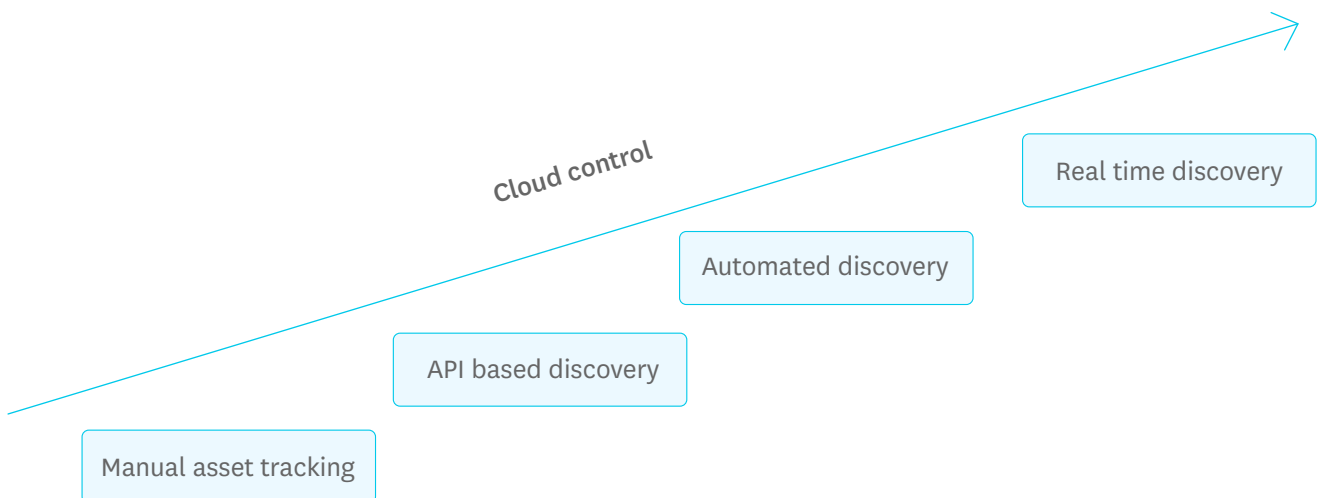 Cloud control
Real time discovery
Automated discovery
API based discovery
Manual asset tracking